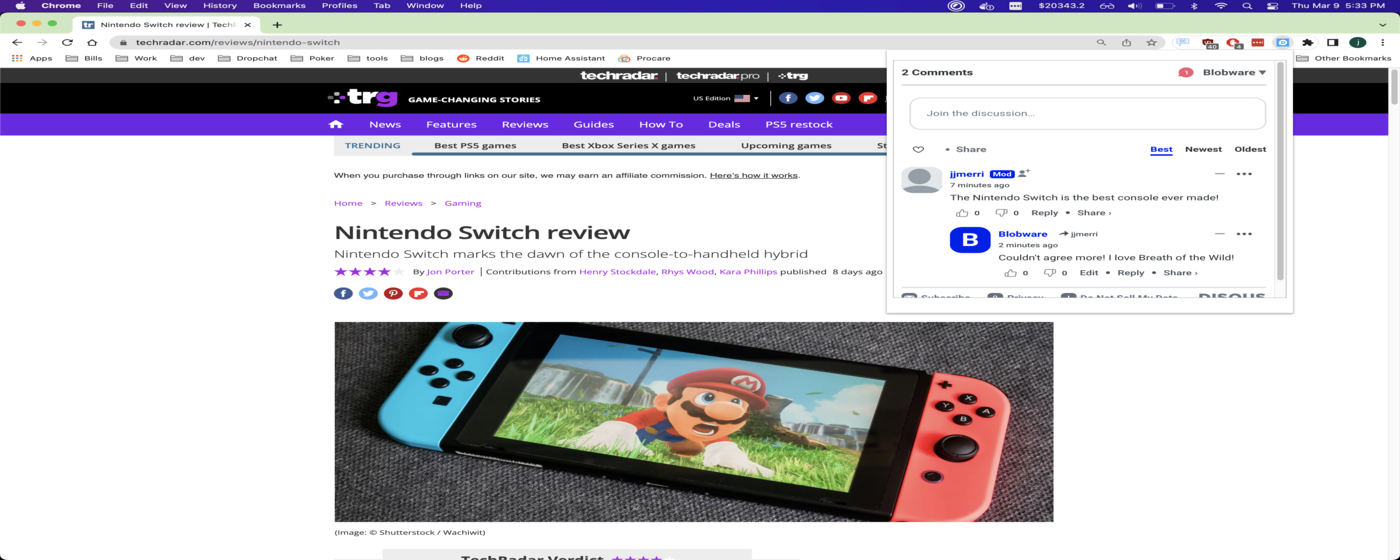 Chrome File Edit View History Bookmarks Profiles Tab Window Help
$20343.2 Thu Mar 9 5:33 PM
tr Nintendo Switch review | Tech
techradar.com/reviews/nintendo-switch
40 4 j
Apps Bills Work dev Dropchat Poker tools blogs Reddit Home Assistant Procare Other Bookmarks
techradar. | techradar.pro | trg
trg GAME-CHANGING STORIES
US Edition
News Features Reviews Guides How To Deals PS5 restock
TRENDING Best PS5 games Best Xbox Series X games Upcoming games St
When you purchase through links on our site, we may earn an affiliate commission. Here's how it works.
Home > Reviews > Gaming
Nintendo Switch review
Nintendo Switch marks the dawn of the console-to-handheld hybrid
By Jon Porter | Contributions from Henry Stockdale, Rhys Wood, Kara Phillips published 8 days ago
M
X
Y A
B
(Image: © Shutterstock / Wachiwit)
TechRadar Verdict
2 Comments 1 Blobware
Join the discussion...
• Share Best Newest Oldest
jjmerri Mod
7 minutes ago
The Nintendo Switch is the best console ever made!
0 0 Reply • Share ›
B
Blobware jjmerri
2 minutes ago
Couldn't agree more! I love Breath of the Wild!
0 0 Edit • Reply • Share ›
Subscribe Privacy Do Not Sell My Data DISQUS